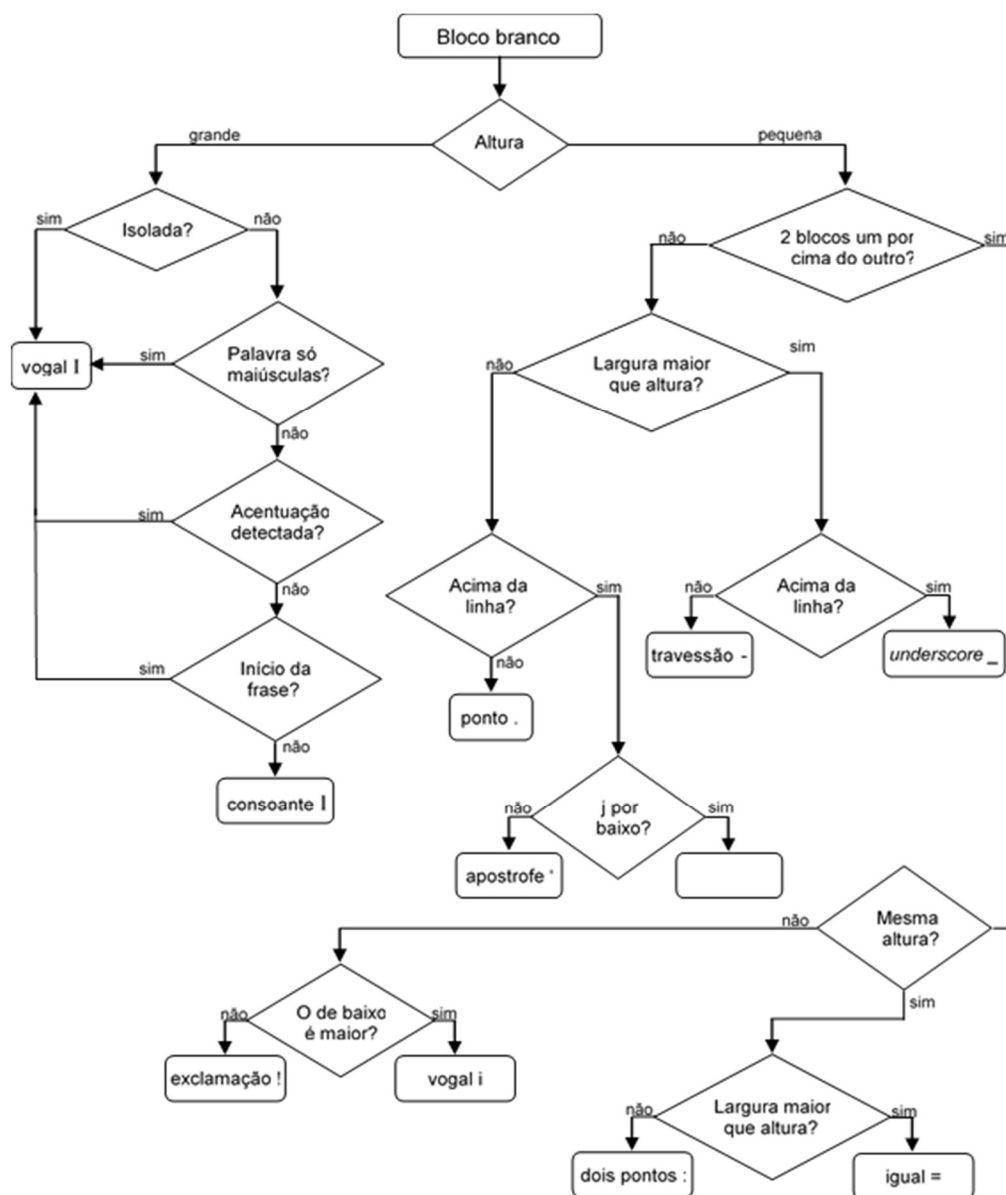 Bloco branco
grande
Altura
pequena
sim
Isolada?
não
não
2 blocos um por
cima do outro?
sim
vogal I
sim
Palavra só
maiúsculas?
não
Largura maior
que altura?
sim
não
sim
Acentuação
detectada?
não
Acima da
linha?
sim
não
Acima da
linha?
sim
não
travessão -
underscore _
sim
Início da
frase?
não
ponto .
não
consoante l
não
j por
baixo?
sim
apostrofe '
não
Mesma
altura?
sim
não
O de baixo
é maior?
sim
exclamação !
vogal i
não
Largura maior
que altura?
sim
dois pontos :
igual =